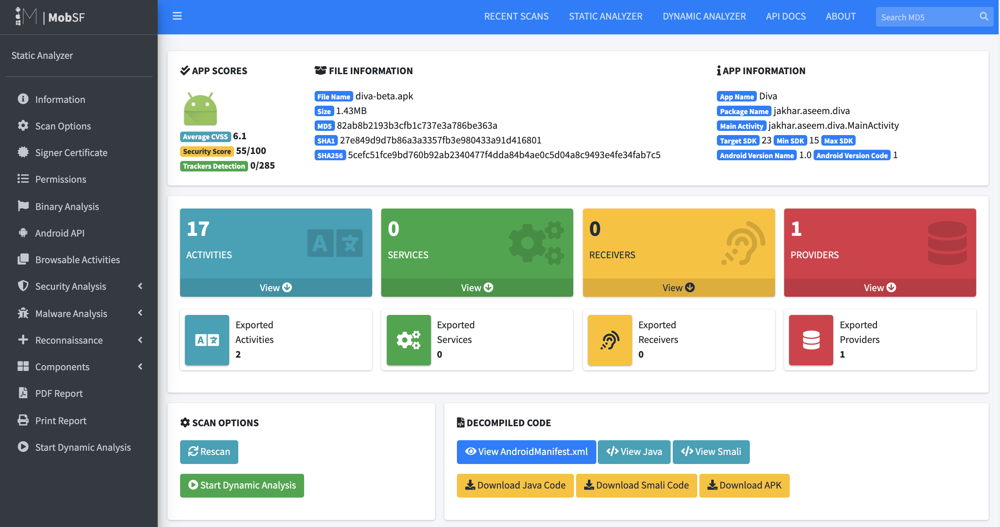 | MobSF
RECENT SCANS STATIC ANALYZER DYNAMIC ANALYZER API DOCS ABOUT Search MD5
Static Analyzer
Information
Scan Options
Signer Certificate
Permissions
Binary Analysis
Android API
Browsable Activities
Security Analysis
Malware Analysis
Reconnaissance
Components
PDF Report
Print Report
Start Dynamic Analysis
APP SCORES
Average CVSS 6.1
Security Score 55/100
Trackers Detection 0/285
FILE INFORMATION
File Name diva-beta.apk
Size 1.43MB
MD5 82ab8b2193b3cfb1c737e3a786be363a
SHA1 27e849d9d7b86a3a3357fb3e980433a91d416801
SHA256 5cefc51fce9bd760b92ab2340477f4dda84b4ae0c5d04a8c9493e4fe34fab7c5
APP INFORMATION
App Name Diva
Package Name jakhar.aseem.diva
Main Activity jakhar.aseem.diva.MainActivity
Target SDK 23 Min SDK 15 Max SDK
Android Version Name 1.0 Android Version Code 1
17
ACTIVITIES
View
0
SERVICES
View
0
RECEIVERS
View
1
PROVIDERS
View
Exported
Activities
2
Exported
Services
0
Exported
Receivers
0
Exported
Providers
1
SCAN OPTIONS
Rescan
Start Dynamic Analysis
DECOMPILED CODE
View AndroidManifest.xml View Java View Smali
Download Java Code Download Smali Code Download APK